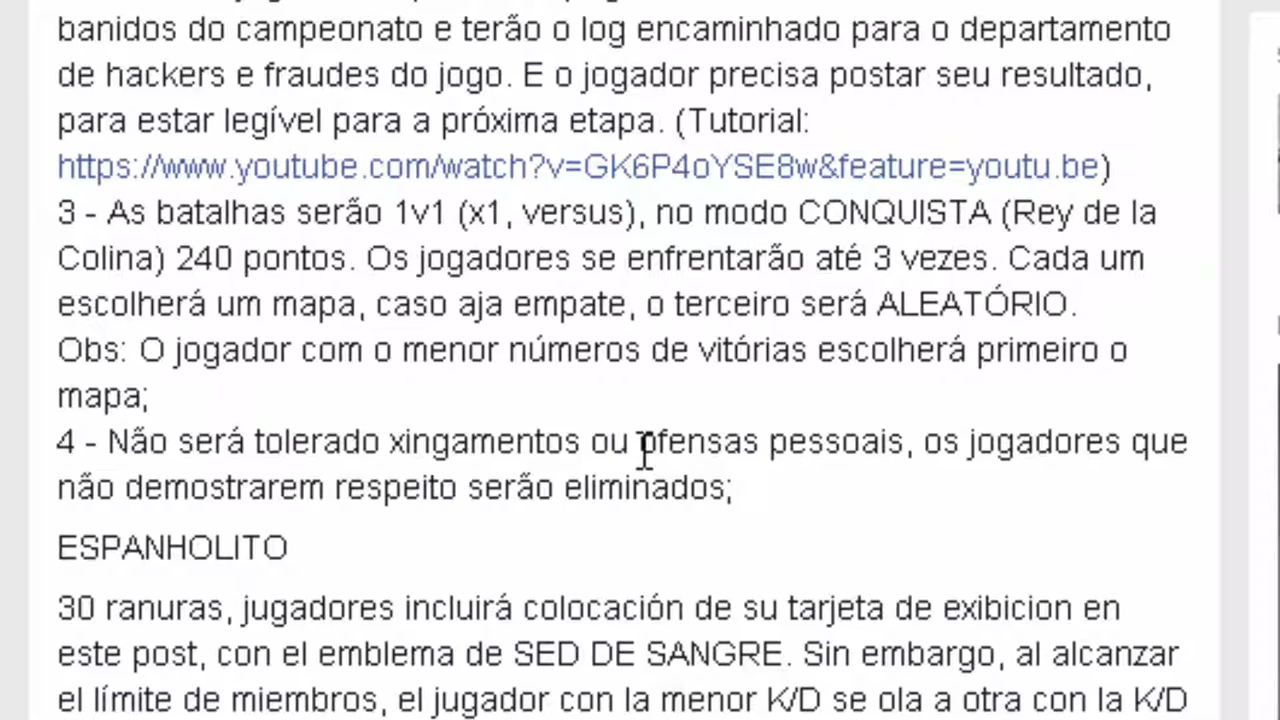 banidos do campeonato e terão o log encaminhado para o departamento
de hackers e fraudes do jogo. E o jogador precisa postar seu resultado,
para estar legível para a próxima etapa. (Tutorial:
https://www.youtube.com/watch?v=GK6P4oYSE8w&feature=youtu.be)
3 - As batalhas serão 1v1 (x1, versus), no modo CONQUISTA (Rey de la
Colina) 240 pontos. Os jogadores se enfrentarão até 3 vezes. Cada um
escolherá um mapa, caso aja empate, o terceiro será ALEATÓRIO.
Obs: O jogador com o menor números de vitórias escolherá primeiro o
mapa;
4 - Não será tolerado xingamentos ou ofensas pessoais, os jogadores que
não demostrarem respeito serão eliminados;
ESPANHOLITO
30 ranuras, jugadores incluirá colocación de su tarjeta de exibicion en
este post, con el emblema de SED DE SANGRE. Sin embargo, al alcanzar
el límite de miembros, el jugador con la menor K/D se ola a otra con la K/D